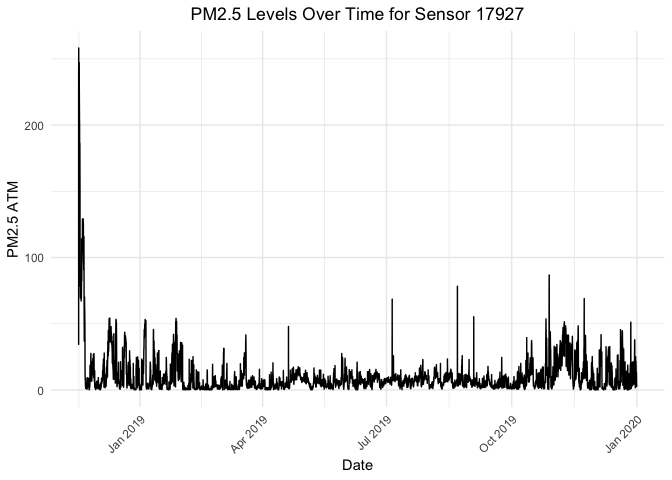 PM2.5 Levels Over Time for Sensor 17927
PM2.5 ATM
200
100
0
Jan 2019
Apr 2019
Jul 2019
Oct 2019
Jan 2020
Date